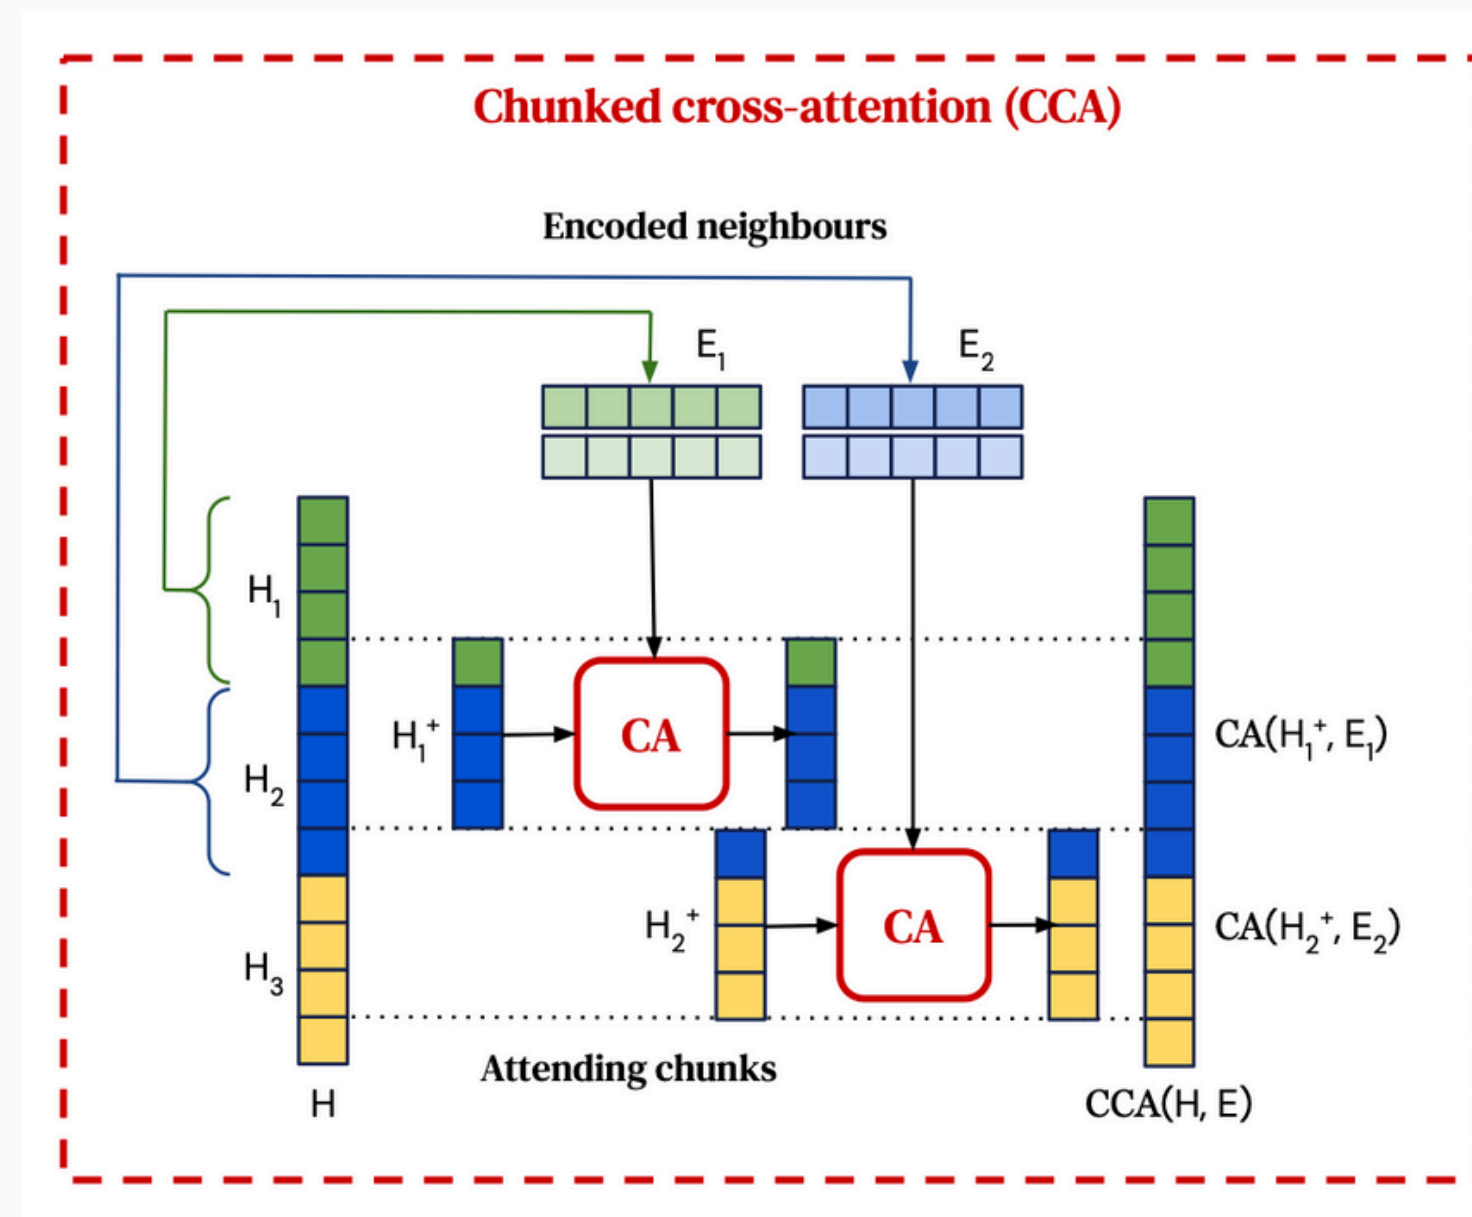 Chunked cross-attention (CCA)
Encoded neighbours
E1
E2
H1
H1+
CA
CA(H1+, E1)
H2
H2+
CA
CA(H2+, E2)
H3
Attending chunks
H
CCA(H, E)